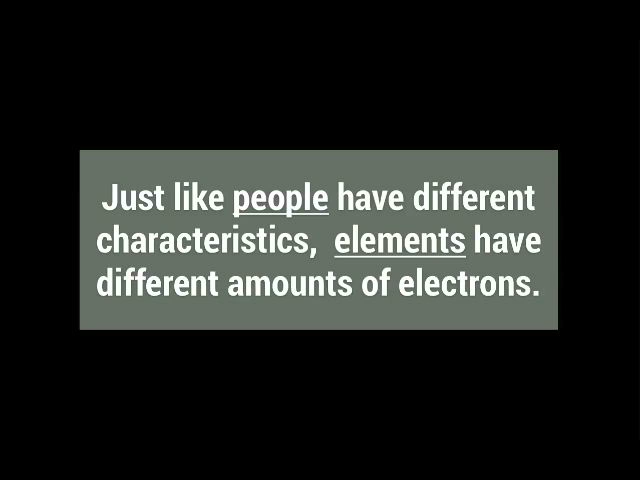 Just like people have different
characteristics, elements have
different amounts of electrons.